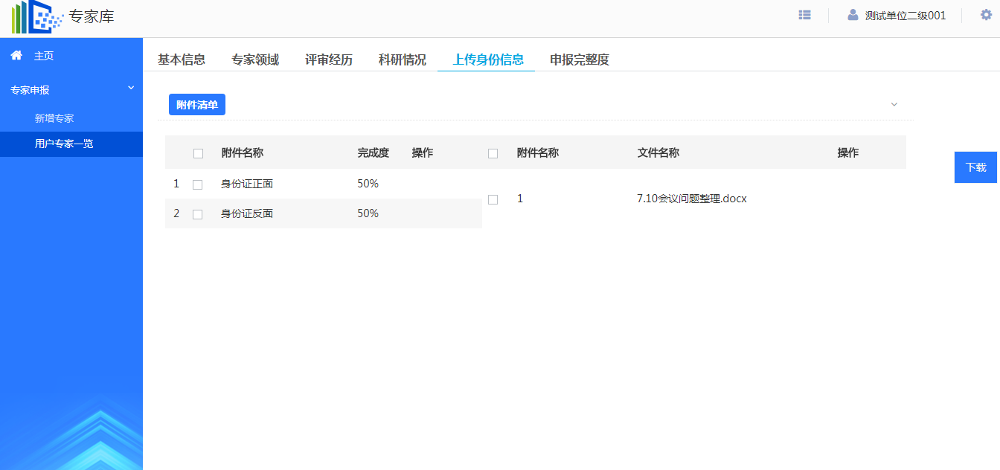 专家库
测试单位二级001
主页
专家申报
新增专家
用户专家一览
基本信息 专家领域 评审经历 科研情况 上传身份信息 申报完整度
附件清单
附件名称 完成度 操作 附件名称 文件名称 操作
1 身份证正面 50%
2 身份证反面 50%
1 7.10会议问题整理.docx
下载